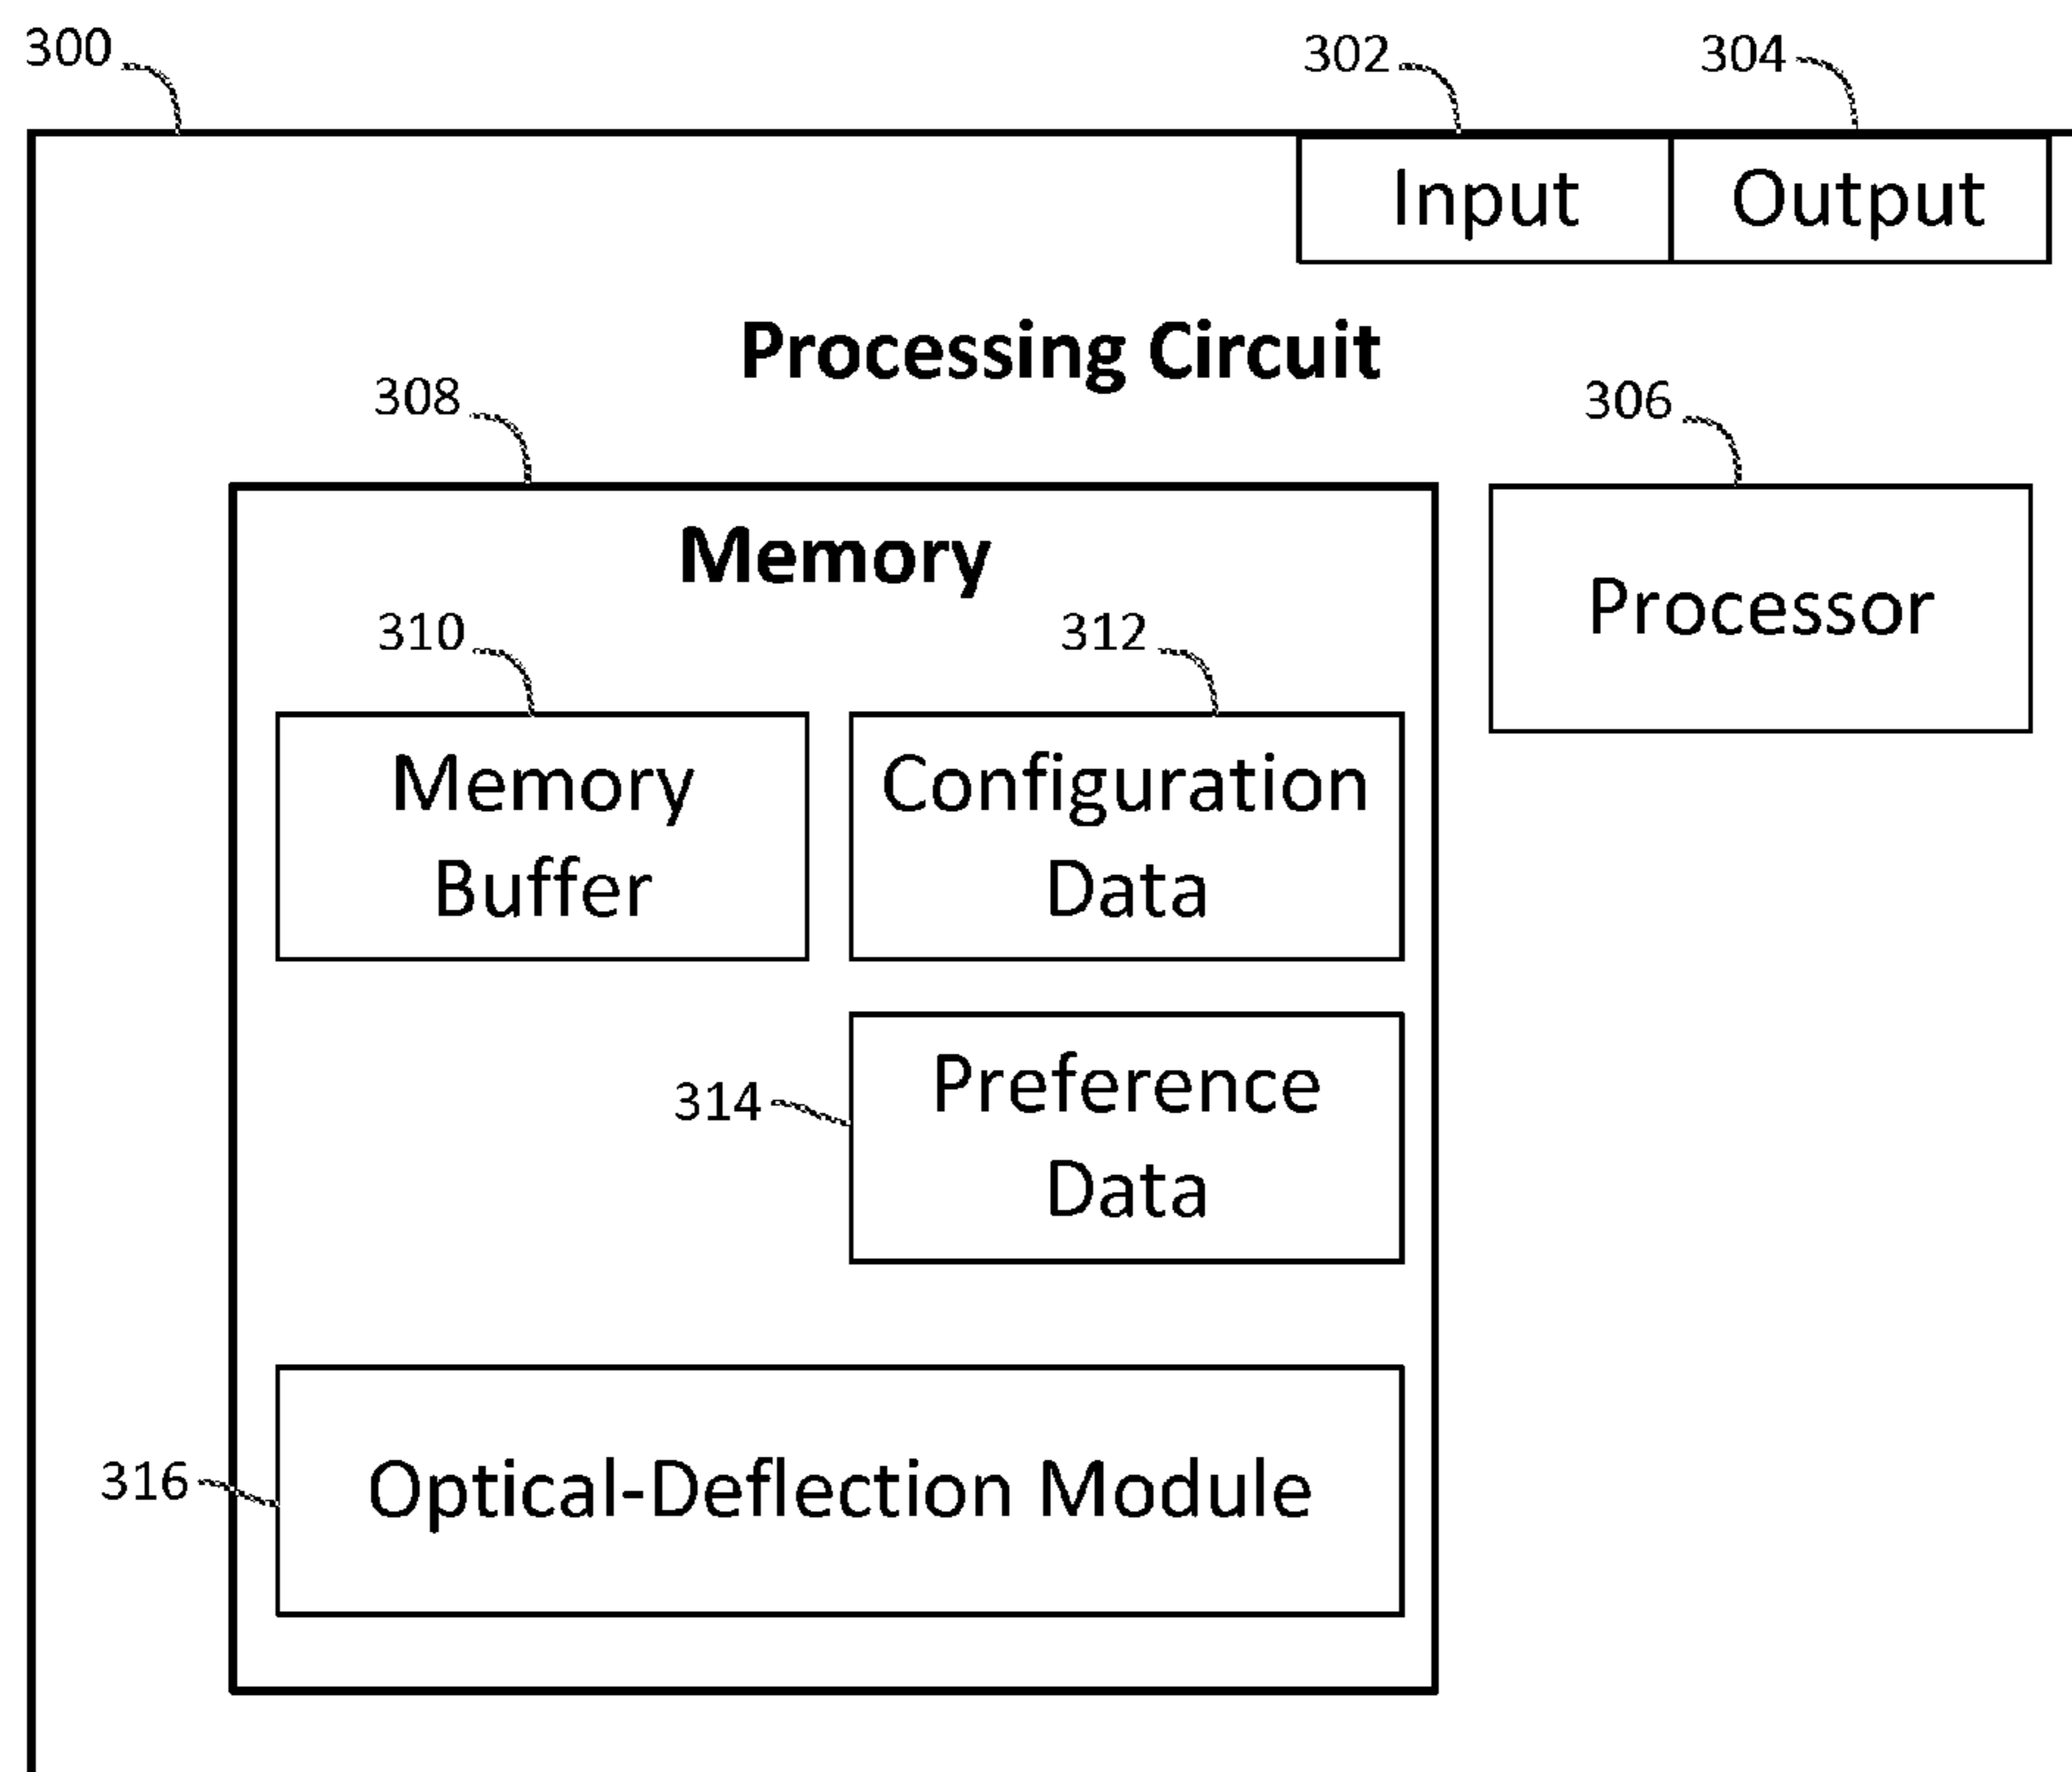 300
302
304
Input
Output
Processing Circuit
308
306
Memory
Processor
310
312
Memory
Buffer
Configuration
Data
314
Preference
Data
316
Optical-Deflection Module